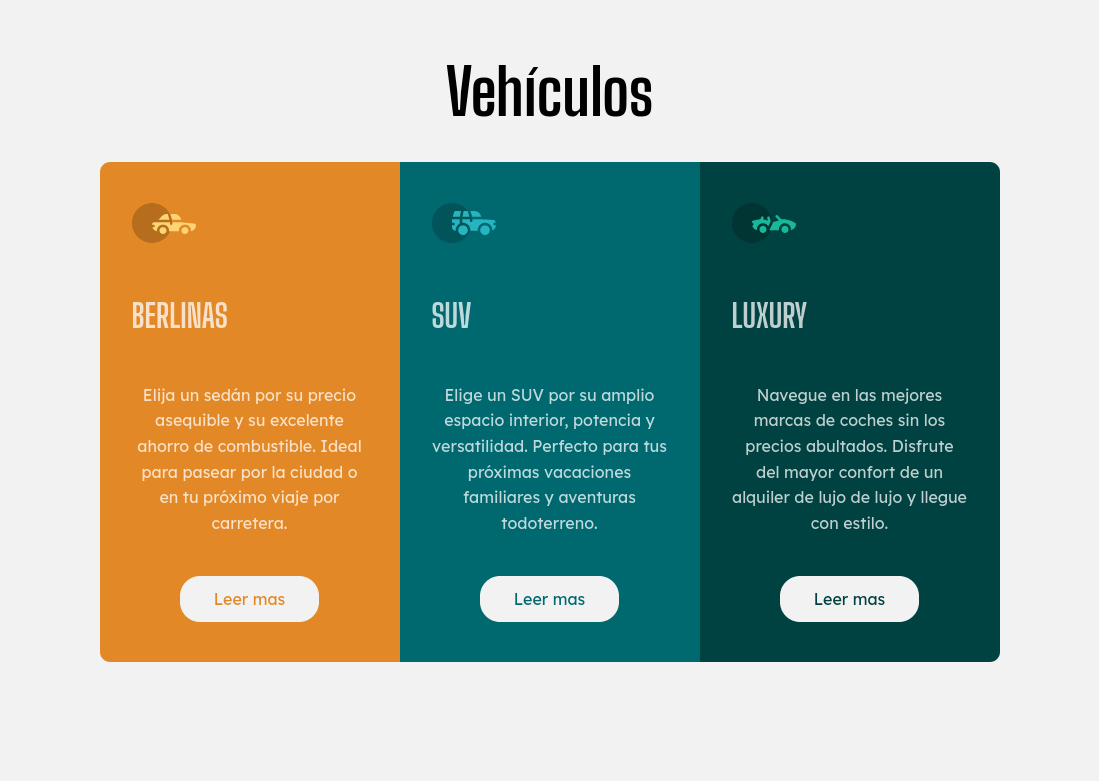 Vehículos
BERLINAS
Elija un sedán por su precio
asequible y su excelente
ahorro de combustible. Ideal
para pasear por la ciudad o
en tu próximo viaje por
carretera.
Leer mas
SUV
Elige un SUV por su amplio
espacio interior, potencia y
versatilidad. Perfecto para tus
próximas vacaciones
familiares y aventuras
todoterreno.
Leer mas
LUXURY
Navegue en las mejores
marcas de coches sin los
precios abultados. Disfrute
del mayor confort de un
alquiler de lujo de lujo y llegue
con estilo.
Leer mas